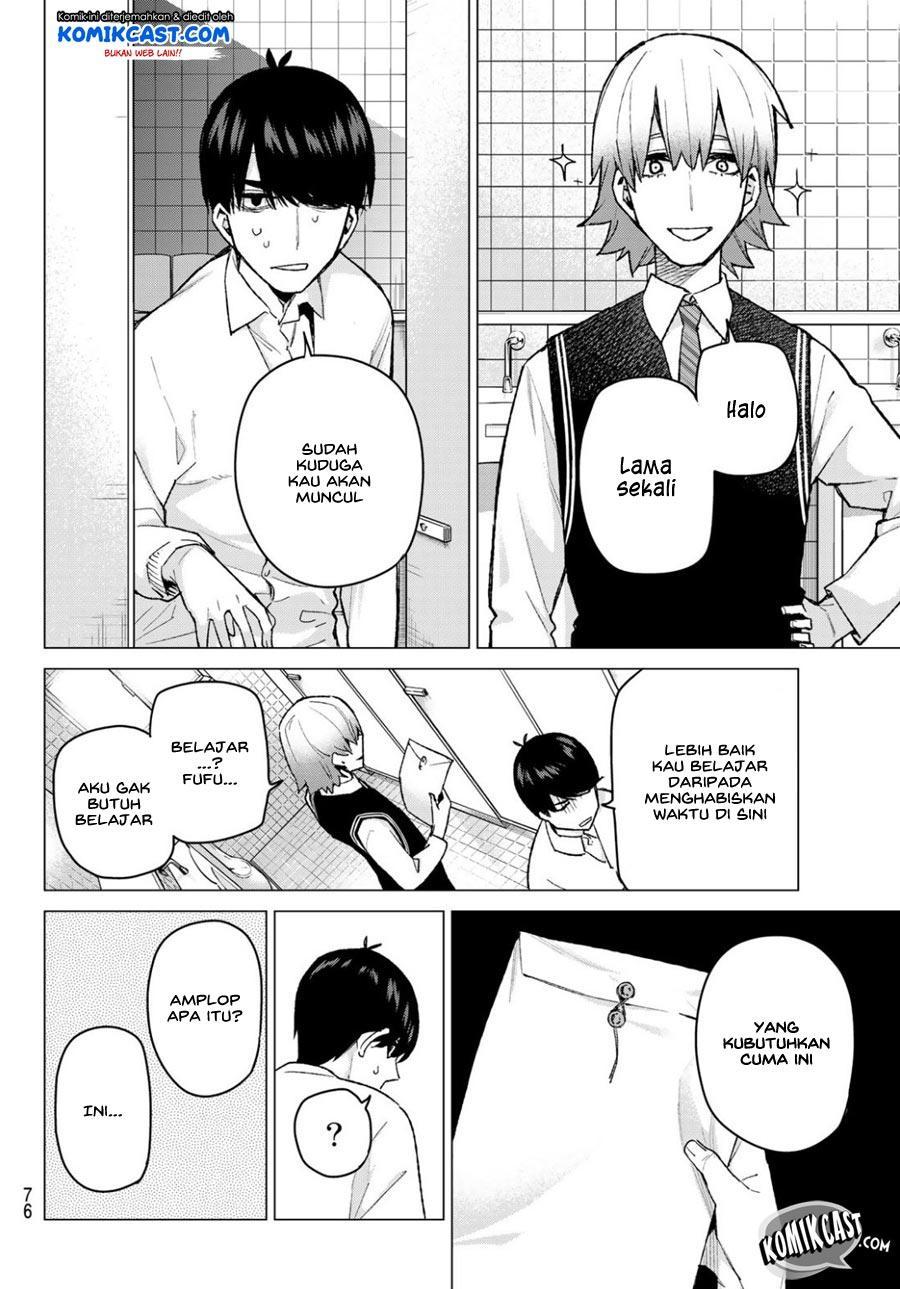 Komik ini diterjemahkan & diedit oleh
KOMIKCAST.COM
BUKAN WEB LAIN!!
Halo
Lama
sekali
SUDAH
KUDUGA
KAU AKAN
MUNCUL
LEBIH BAIK
KAU BELAJAR
DARIPADA
MENGHABISKAN
WAKTU DI SINI
BELAJAR
...?
FUFU...
AKU GAK
BUTUH
BELAJAR
YANG
KUBUTUHKAN
CUMA INI
?
AMPLOP
APA ITU?
INI...
76
KOMIKCAST.COM